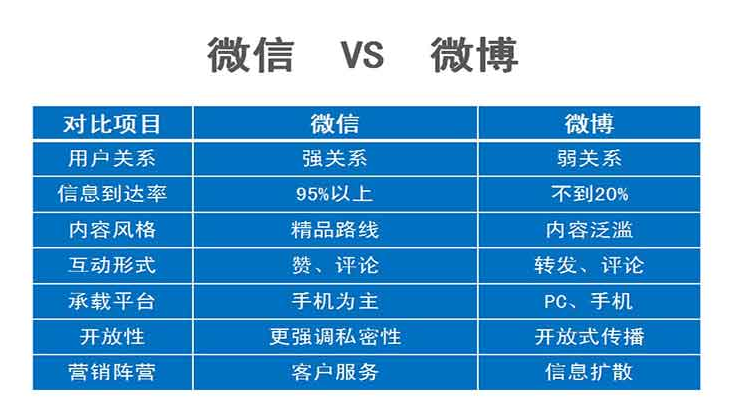 微信 VS 微博
对比项目 微信 微博
用户关系 强关系 弱关系
信息到达率 95%以上 不到20%
内容风格 精品路线 内容泛滥
互动形式 赞、评论 转发、评论
承载平台 手机为主 PC、手机
开放性 更强调私密性 开放式传播
营销阵营 客户服务 信息扩散